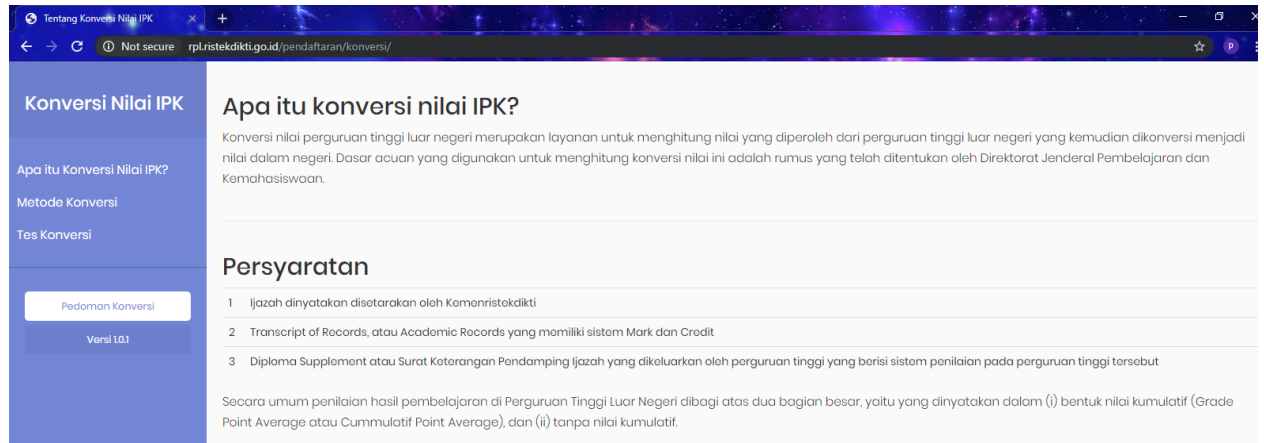 Tentang Konversi Nilai IPK
Not secure
rpl.ristekdikti.go.id/pendaftaran/konversi/
P
Konversi Nilai IPK
Apa itu Konversi Nilai IPK?
Metode Konversi
Tes Konversi
Pedoman Konversi
Versi 1.0.1
Apa itu konversi nilai IPK?
Konversi nilai perguruan tinggi luar negeri merupakan layanan untuk menghitung nilai yang diperoleh dari perguruan tinggi luar negeri yang kemudian dikonversi menjadi
nilai dalam negeri. Dasar acuan yang digunakan untuk menghitung konversi nilai ini adalah rumus yang telah ditentukan oleh Direktorat Jenderal Pembelajaran dan
Kemahasiswaan.
Persyaratan
1 Ijazah dinyatakan disetarakan oleh Kemenristekdikti
2 Transcript of Records, atau Academic Records yang memiliki sistem Mark dan Credit
3 Diploma Supplement atau Surat Keterangan Pendamping Ijazah yang dikeluarkan oleh perguruan tinggi yang berisi sistem penilaian pada perguruan tinggi tersebut
Secara umum penilaian hasil pembelajaran di Perguruan Tinggi Luar Negeri dibagi atas dua bagian besar, yaitu yang dinyatakan dalam (i) bentuk nilai kumulatif (Grade
Point Average atau Cummulatif Point Average), dan (ii) tanpa nilai kumulatif.